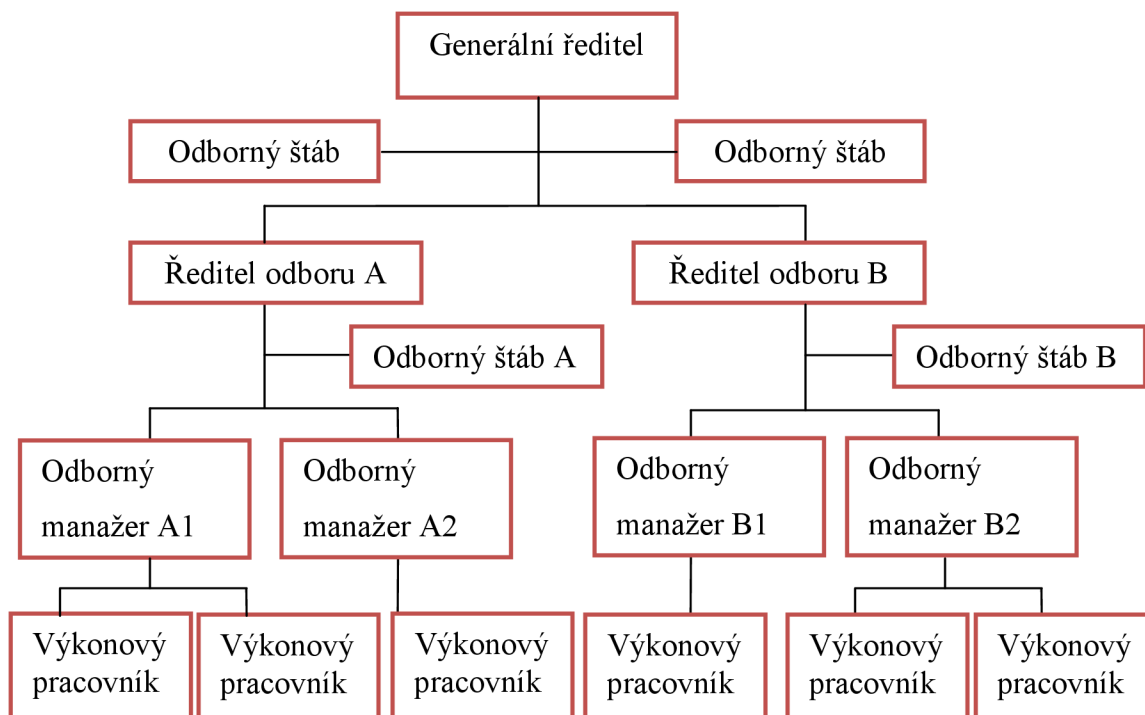 Generální ředitel
Odborný štáb
Odborný štáb
Ředitel odboru A
Ředitel odboru B
Odborný štáb A
Odborný štáb B
Odborný
manažer A1
Odborný
manažer A2
Odborný
manažer B1
Odborný
manažer B2
Výkonový
pracovník
Výkonový
pracovník
Výkonový
pracovník
Výkonový
pracovník
Výkonový
pracovník
Výkonový
pracovník